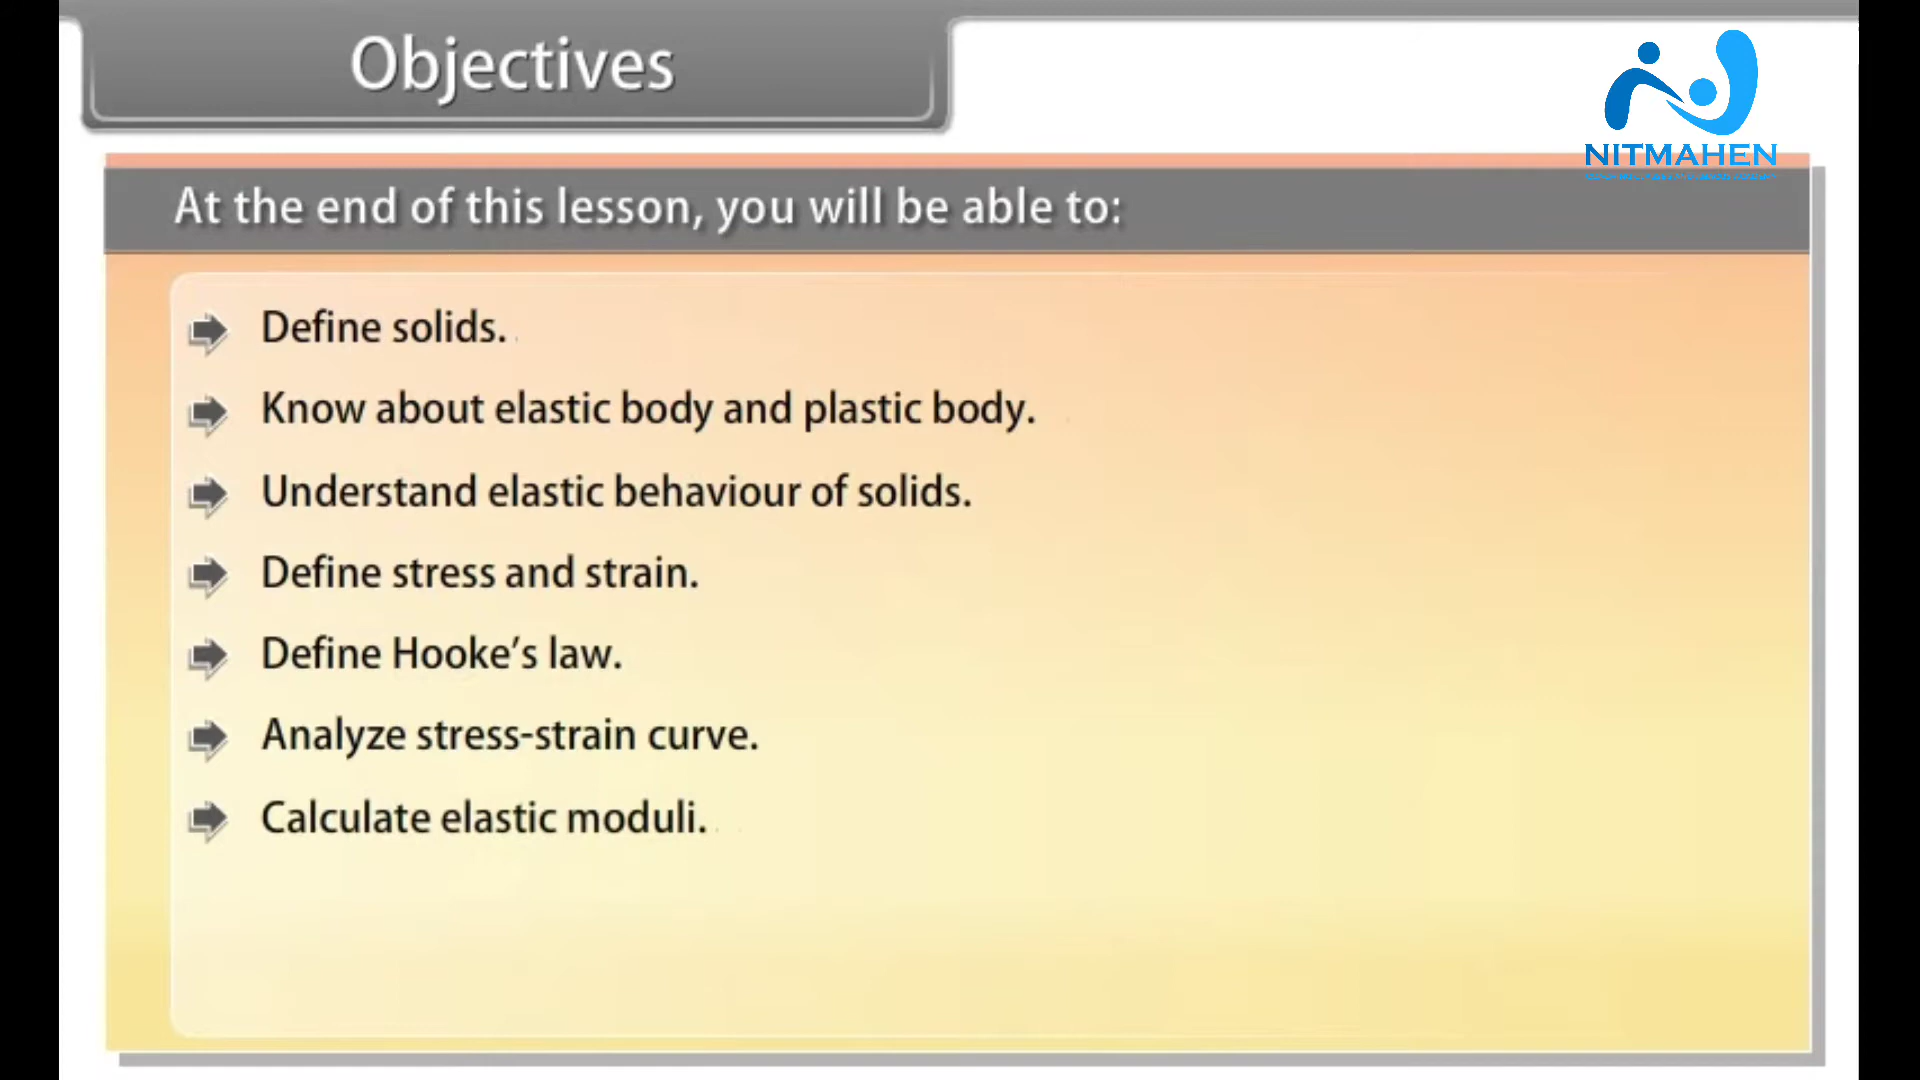 Objectives
NITMAHEN
At the end of this lesson, you will be able to:
Define solids.
Know about elastic body and plastic body.
Understand elastic behaviour of solids.
Define stress and strain.
Define Hooke’s law.
Analyze stress-strain curve.
Calculate elastic moduli.